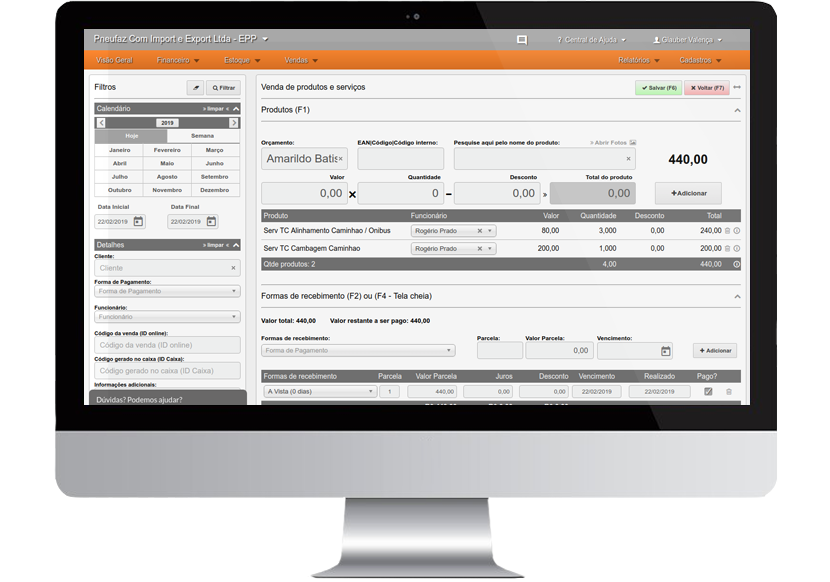 Pneufaz Com Import e Export Ltda - EPP
Central de Ajuda
Glauber Valença
Visão Geral Financeiro Estoque Vendas Relatórios Cadastros
Filtros
Filtrar
Calendário » limpar «
2019
Hoje Semana
Janeiro Fevereiro Março
Abril Maio Junho
Julho Agosto Setembro
Outubro Novembro Dezembro
Data Inicial Data Final
22/02/2019 22/02/2019
Detalhes » limpar «
Cliente:
Cliente
Forma de Pagamento:
Forma de Pagamento
Funcionário:
Funcionário
Código da venda (ID online):
Código da venda (ID online)
Código gerado no caixa (ID Caixa):
Código gerado no caixa (ID Caixa)
Informações adicionais:
Dúvidas? Podemos ajudar?
Venda de produtos e serviços
Salvar (F6) Voltar (F7)
Produtos (F1)
Orçamento: EAN|Código|Código Interno: Pesquise aqui pelo nome do produto: » Abrir Fotos
Amarildo Batis
440,00
Valor Quantidade Desconto Total do produto
0,00 × 0 − 0,00 » 0,00 +Adicionar
Produto Funcionário Valor Quantidade Desconto Total
Serv TC Alinhamento Caminhao / Onibus Rogério Prado 80,00 3,000 0,00 240,00
Serv TC Cambagem Caminhao Rogério Prado 200,00 1,000 0,00 200,00
Qtde produtos: 2 4,00 440,00
Formas de recebimento (F2) ou (F4 - Tela cheia)
Valor total: 440,00 Valor restante a ser pago: 440,00
Formas de recebimento: Parcela: Valor Parcela: Vencimento:
Forma de Pagamento 0,00 + Adicionar
Formas de recebimento Parcela Valor Parcela Juros Desconto Vencimento Realizado Pago?
A Vista (0 dias) 1 440,00 0,00 0,00 22/02/2019 22/02/2019